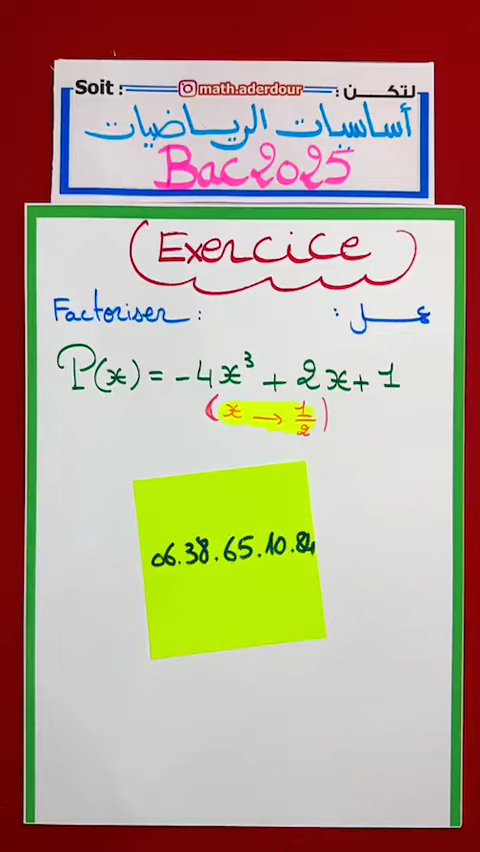 Soit : math.aderdour لتكن :
أساسيات الرياضيات
Bac2025
(Exercice)
Factoriser : عمل :
P(x) = -4x³ + 2x + 1
(x → 1/2)
06.38.65.10.84